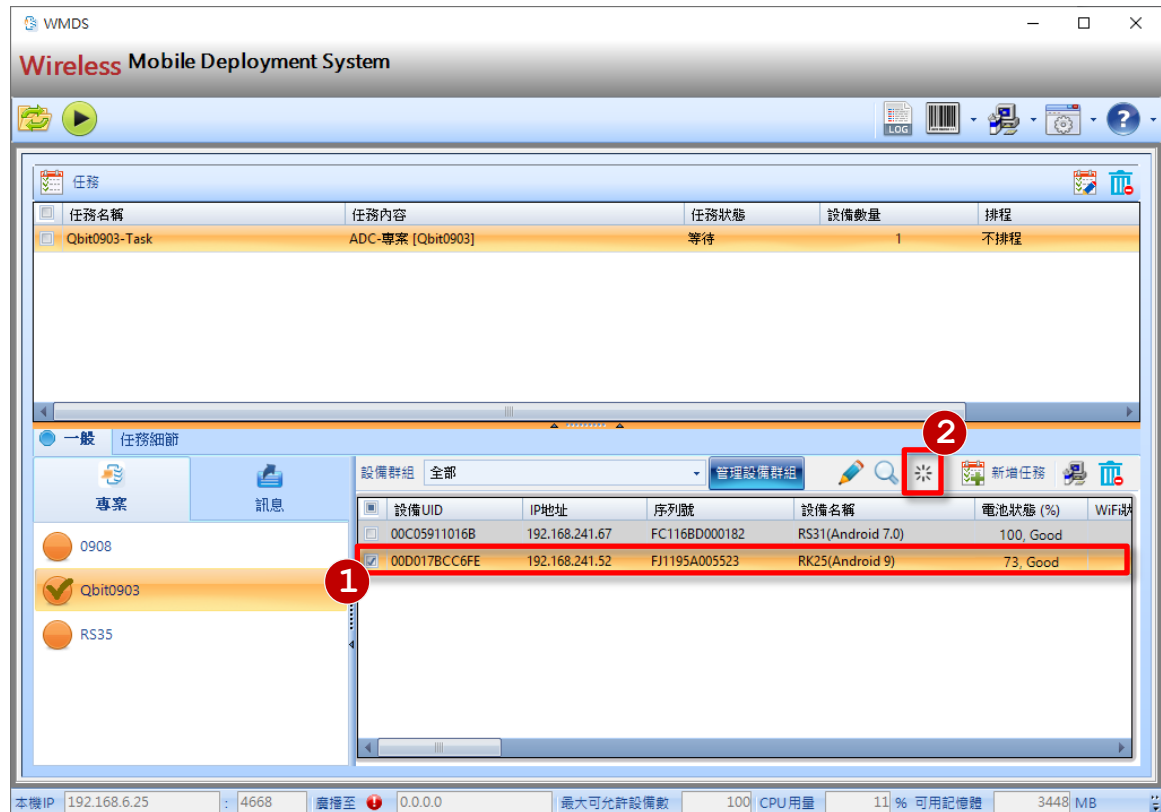 WMDS
Wireless Mobile Deployment System
LOG
?
任務
任務名稱 任務內容 任務狀態 設備數量 排程
Qbit0903-Task ADC-專案 [Qbit0903] 等待 1 不排程
2
一般 任務細節
專案 訊息
設備群組 全部 管理設備群組 新增任務
設備UID IP地址 序列號 設備名稱 電池狀態 (%) WiFi狀
00C05911016B 192.168.241.67 FC116BD000182 RS31(Android 7.0) 100, Good
1
00D017BCC6FE 192.168.241.52 FJ1195A005523 RK25(Android 9) 73, Good
0908
Qbit0903
RS35
本機IP 192.168.6.25 : 4668 廣播至 0.0.0.0 最大可允許設備數 100 CPU用量 11 % 可用記憶體 3448 MB